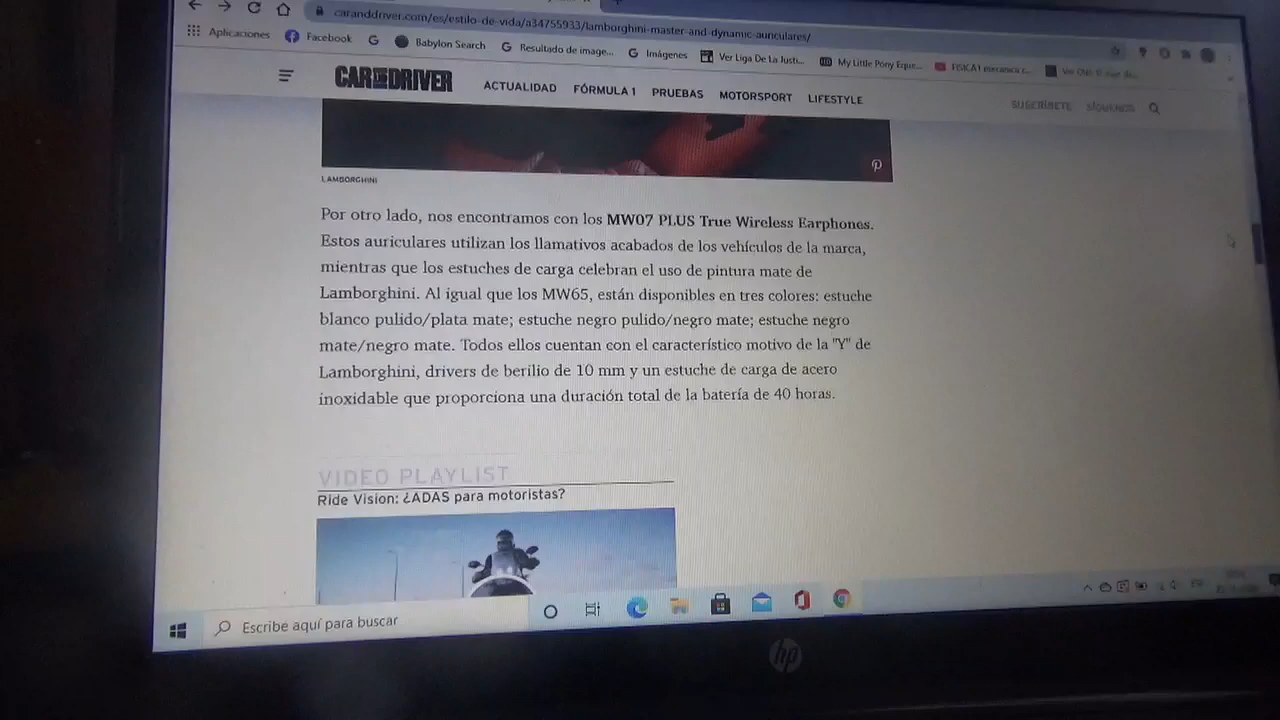 caranddriver.com/es/estilo-de-vida/a34755933/lamborghini-master-and-dynamic-auriculares/
Aplicaciones Facebook Babylon Search Resultado de image... Imágenes Ver Liga De La Justi... My Little Pony Eque...
CAR AND DRIVER ACTUALIDAD FÓRMULA 1 PRUEBAS MOTORSPORT LIFESTYLE SUSCRÍBETE SÍGUENOS
LAMBORGHINI
Por otro lado, nos encontramos con los MW07 PLUS True Wireless Earphones.
Estos auriculares utilizan los llamativos acabados de los vehículos de la marca,
mientras que los estuches de carga celebran el uso de pintura mate de
Lamborghini. Al igual que los MW65, están disponibles en tres colores: estuche
blanco pulido/plata mate; estuche negro pulido/negro mate; estuche negro
mate/negro mate. Todos ellos cuentan con el característico motivo de la "Y" de
Lamborghini, drivers de berilio de 10 mm y un estuche de carga de acero
inoxidable que proporciona una duración total de la batería de 40 horas.
VIDEO PLAYLIST
Ride Vision: ¿ADAS para motoristas?
Escribe aquí para buscar
hp